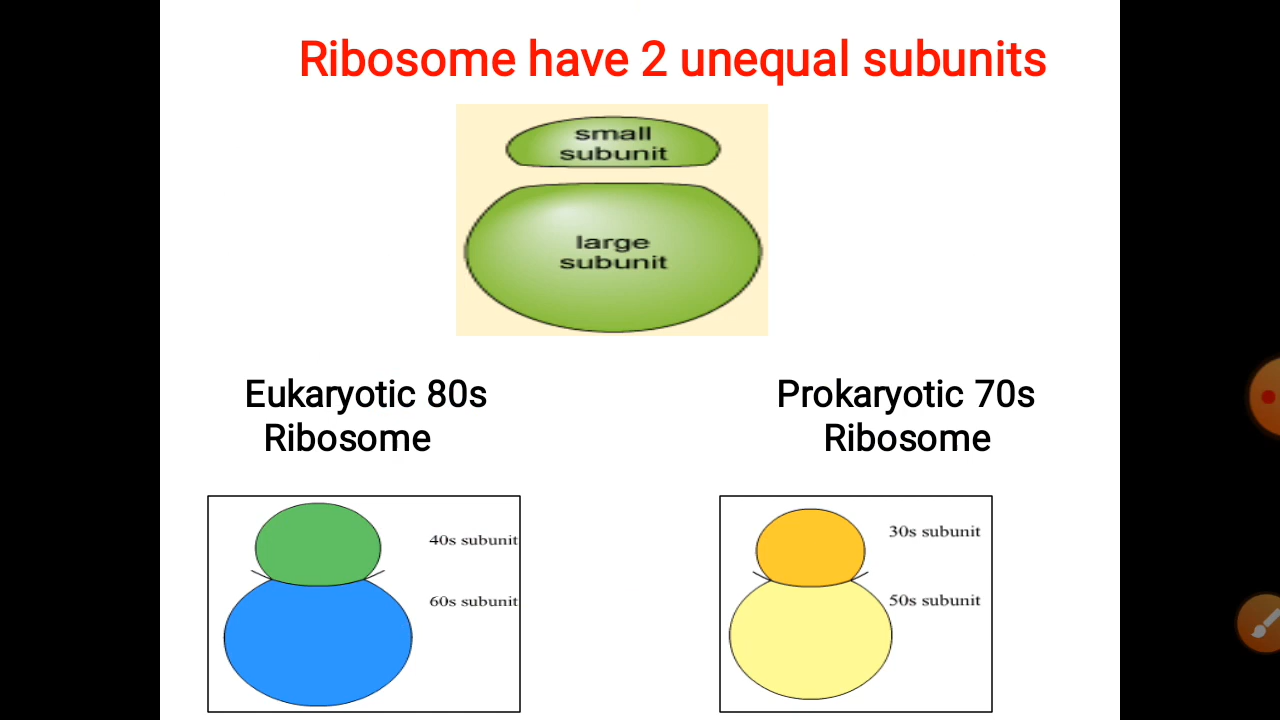 Ribosome have 2 unequal subunits
small
subunit
large
subunit
Eukaryotic 80s
Ribosome
40s subunit
60s subunit
Prokaryotic 70s
Ribosome
30s subunit
50s subunit